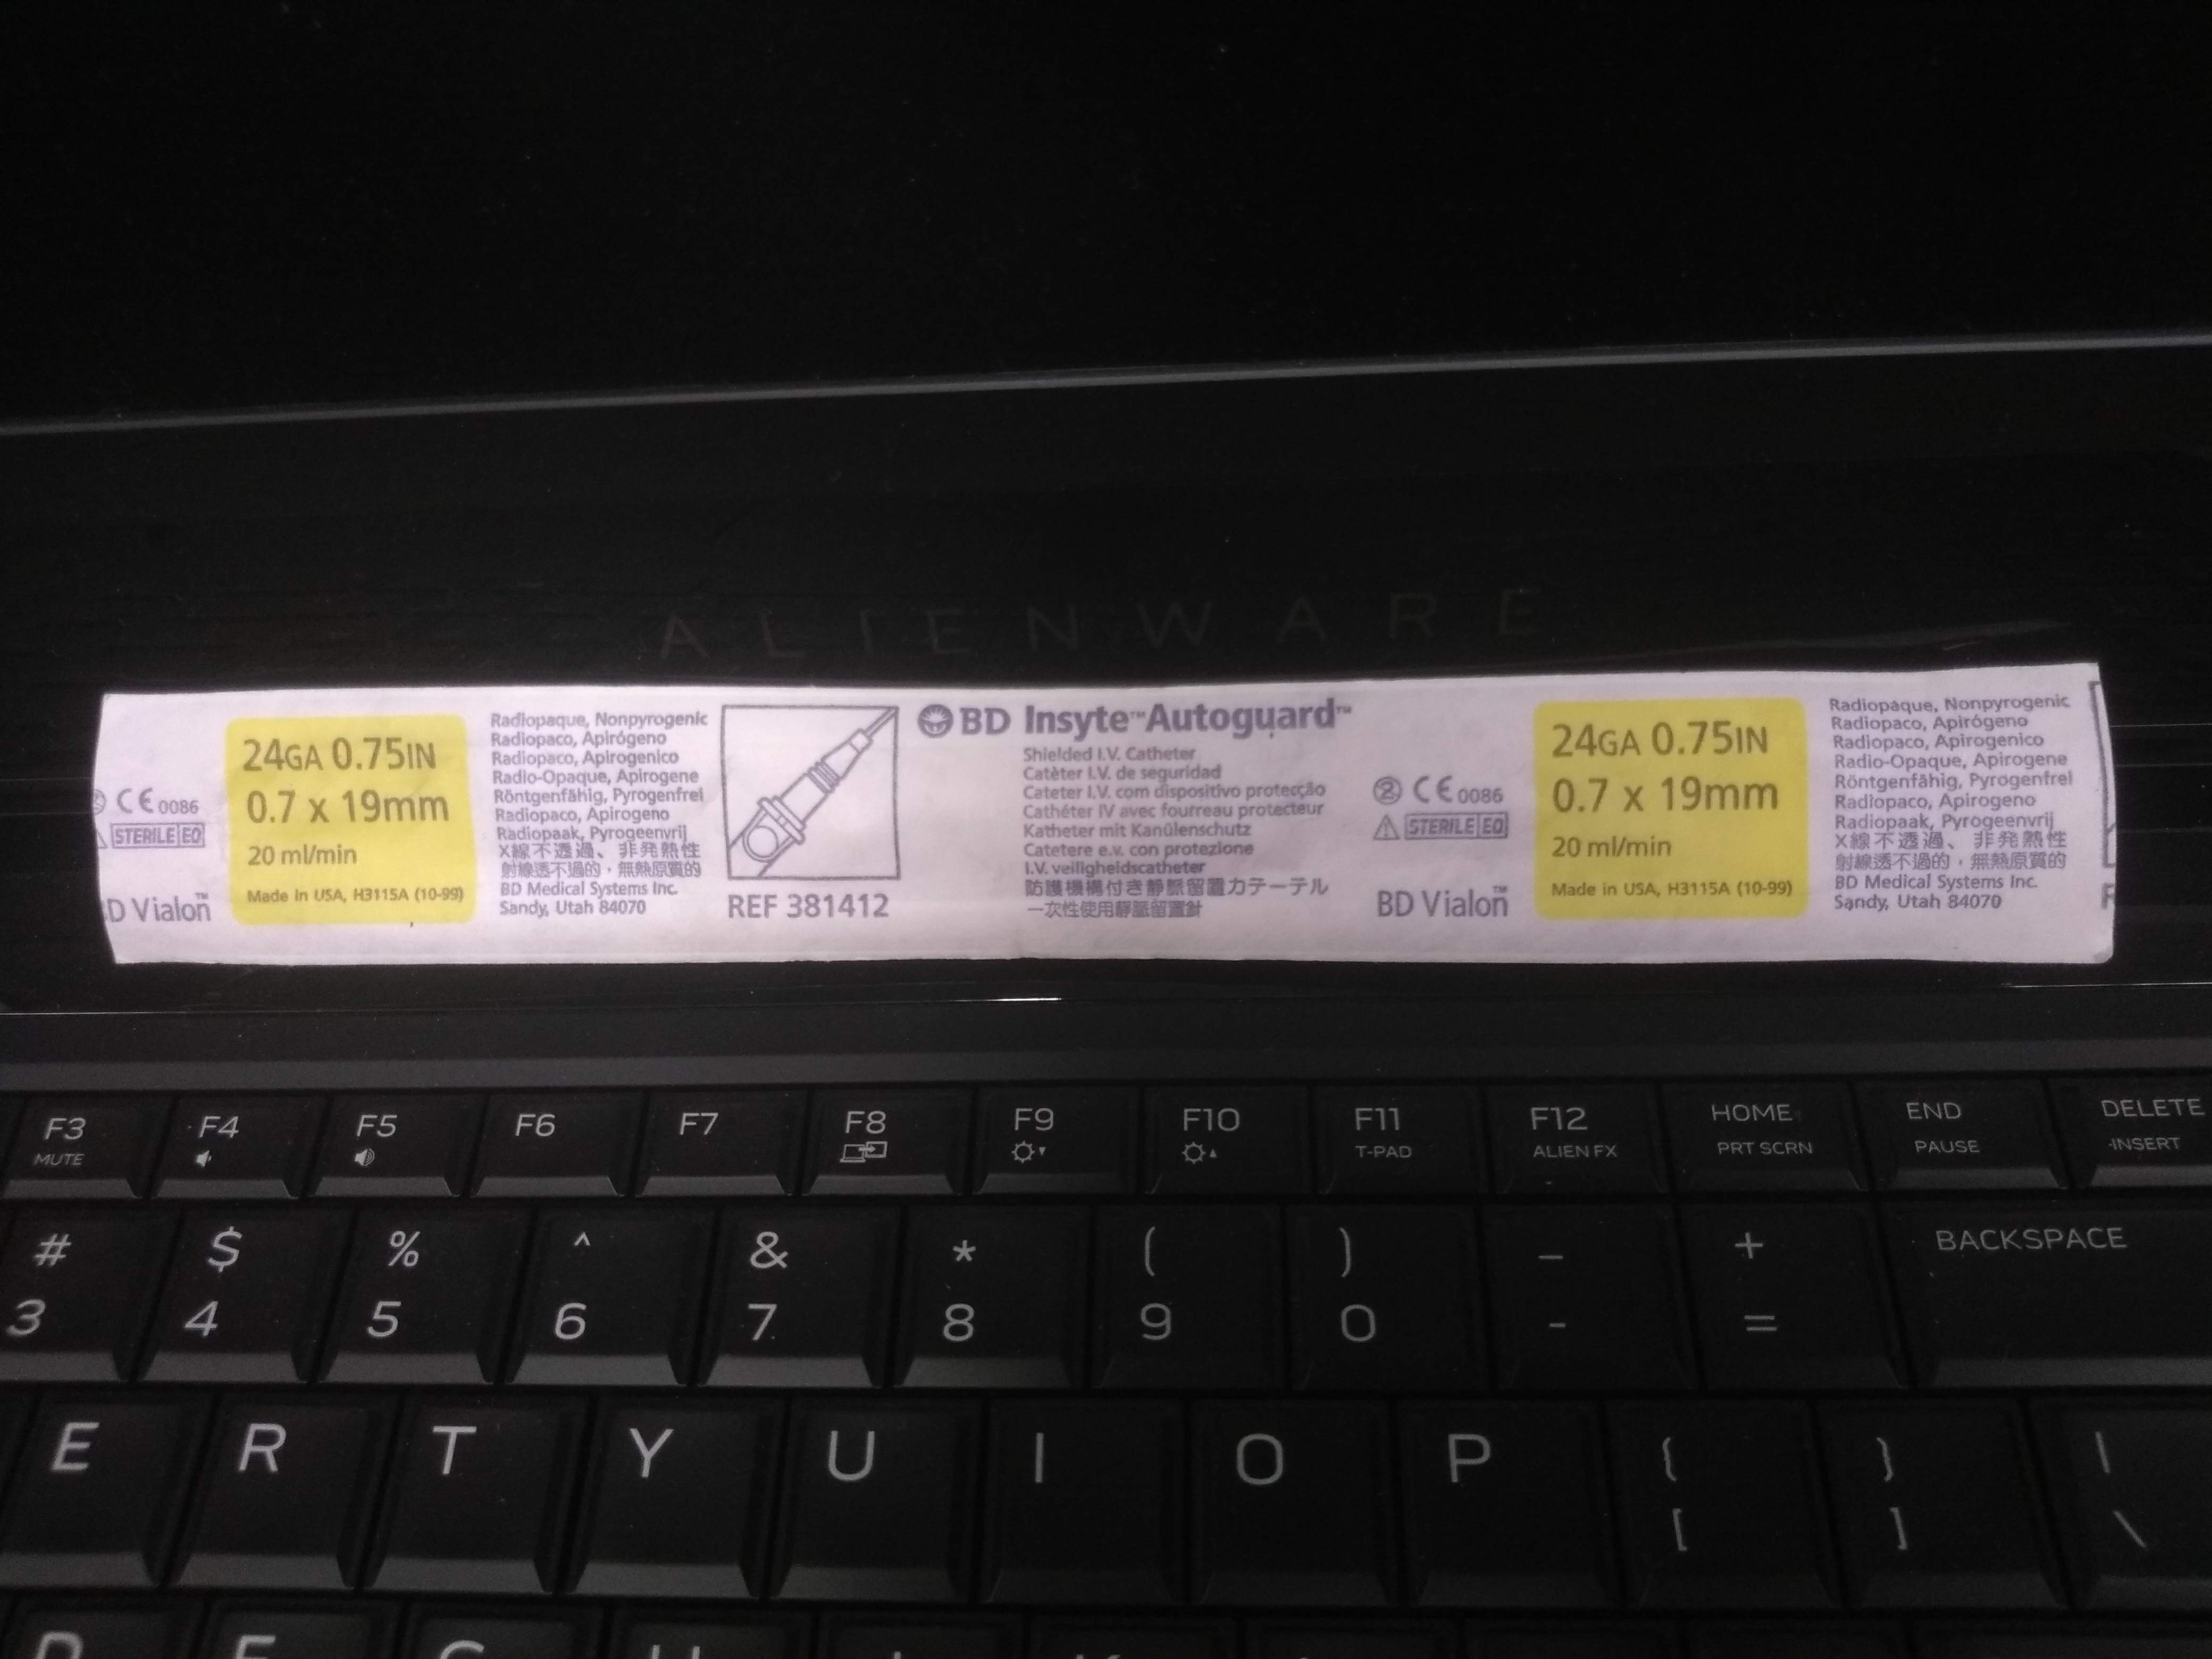 ALIENWARE
CE 0086
STERILE EO
D Vialon™
24GA 0.75IN
0.7 x 19mm
20 ml/min
Made in USA, H3115A (10-99)
Radiopaque, Nonpyrogenic
Radiopaco, Apirógeno
Radiopaco, Apirogenico
Radio-Opaque, Apirogene
Röntgenfähig, Pyrogenfrei
Radiopaco, Apirogeno
Radiopaak, Pyrogeenvrij
X線不透過、非発熱性
射線透不過的，無熱原質的
BD Medical Systems Inc.
Sandy, Utah 84070
REF 381412
BD Insyte™ Autoguard™
Shielded I.V. Catheter
Catèter I.V. de seguridad
Cateter I.V. com dispositivo protecção
Cathéter IV avec fourreau protecteur
Katheter mit Kanülenschutz
Catetere e.v. con protezione
I.V. veiligheidscatheter
防護機構付き静脈留置カテーテル
一次性使用靜脈留置針
② CE 0086
STERILE EO
BD Vialon™
24GA 0.75IN
0.7 x 19mm
20 ml/min
Made in USA, H3115A (10-99)
Radiopaque, Nonpyrogenic
Radiopaco, Apirógeno
Radiopaco, Apirogenico
Radio-Opaque, Apirogene
Röntgenfähig, Pyrogenfrei
Radiopaco, Apirogeno
Radiopaak, Pyrogeenvrij
X線不透過、非発熱性
射線透不過的，無熱原質的
BD Medical Systems Inc.
Sandy, Utah 84070
F3 F4 F5 F6 F7 F8 F9 F10 F11 F12 HOME END DELETE
MUTE T-PAD ALIEN FX PRT SCRN PAUSE INSERT
# $ % ^ & * ( ) _ + BACKSPACE
3 4 5 6 7 8 9 0 - =
E R T Y U I O P { } |
[ ] \